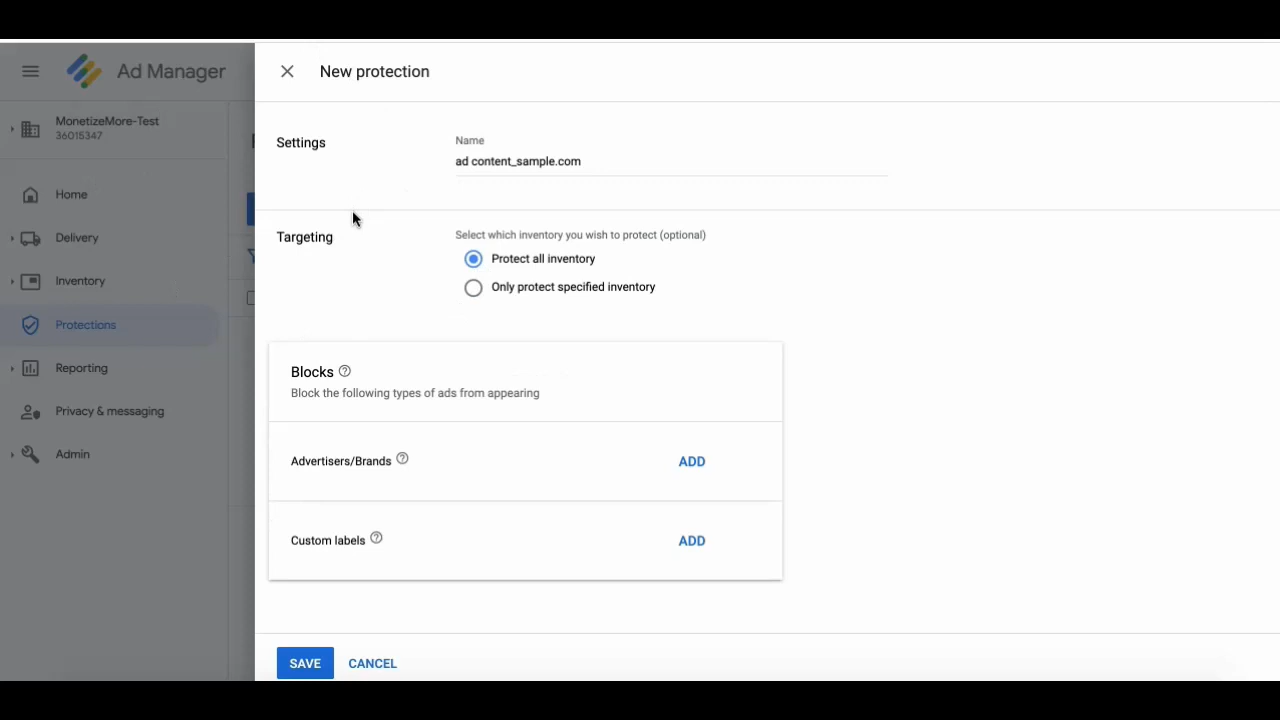 New protection
Ad Manager
MonetizeMore-Test
36015347
Home
Delivery
Inventory
Protections
Reporting
Privacy & messaging
Admin
Settings
Name
ad content_sample.com
Targeting
Select which inventory you wish to protect (optional)
Protect all inventory
Only protect specified inventory
Blocks
Block the following types of ads from appearing
Advertisers/Brands
ADD
Custom labels
ADD
SAVE
CANCEL